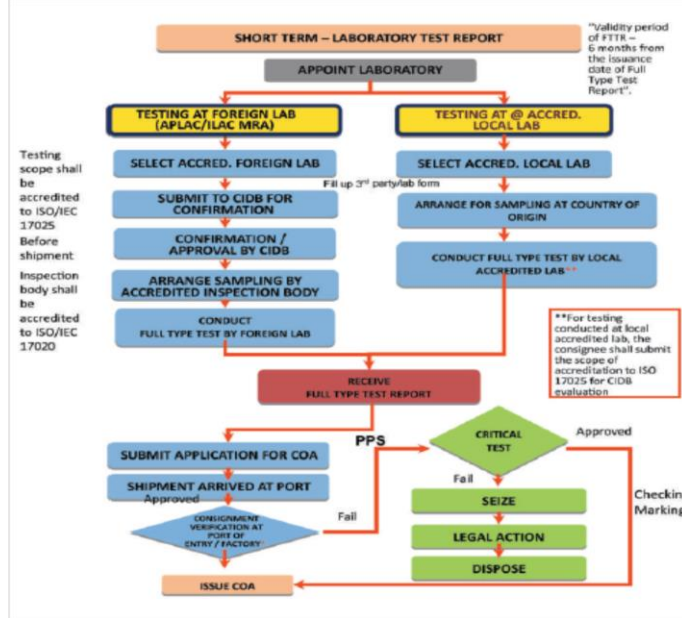 SHORT TERM – LABORATORY TEST REPORT
"Validity period
of FTTR –
6 months from
the issuance
date of Full
Type Test
Report".
APPOINT LABORATORY
TESTING AT FOREIGN LAB
(APLAC/ILAC MRA)
TESTING AT @ ACCRED.
LOCAL LAB
Testing
scope shall
be
accredited
to ISO/IEC
17025
Before
shipment
Inspection
body shall
be
accredited
to ISO/IEC
17020
SELECT ACCRED. FOREIGN LAB
SELECT ACCRED. LOCAL LAB
Fill up 3rd party/lab form
SUBMIT TO CIDB FOR
CONFIRMATION
ARRANGE FOR SAMPLING AT COUNTRY OF
ORIGIN
CONFIRMATION /
APPROVAL BY CIDB
CONDUCT FULL TYPE TEST BY LOCAL
ACCREDITED LAB**
ARRANGE SAMPLING BY
ACCREDITED INSPECTION BODY
CONDUCT
FULL TYPE TEST BY FOREIGN LAB
**For testing
conducted at local
accredited lab, the
consignee shall submit
the scope of
accreditation to ISO
17025 for CIDB
evaluation
RECEIVE
FULL TYPE TEST REPORT
SUBMIT APPLICATION FOR COA
PPS
CRITICAL
TEST
Approved
SHIPMENT ARRIVED AT PORT
Approved
Fail
CONSIGNMENT
VERIFICATION AT
PORT OF
ENTRY / FACTORY
Fail
SEIZE
Checkin
Marking
LEGAL ACTION
DISPOSE
ISSUE COA